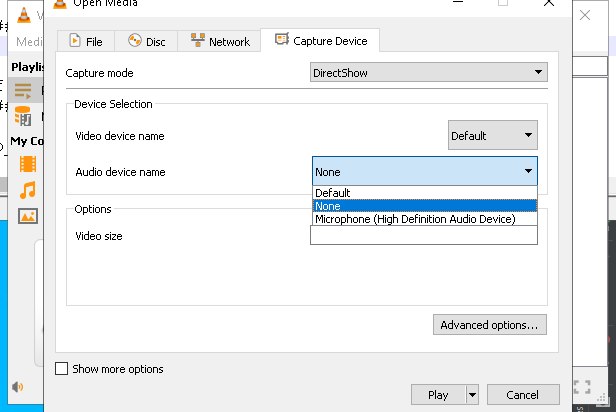 Open Media
Medi
File
Disc
Network
Capture Device
Playlis
Capture mode
DirectShow
Device Selection
Video device name
Default
My Co
Audio device name
None
Default
None
Microphone (High Definition Audio Device)
Options
Video size
Advanced options...
Show more options
Play
Cancel